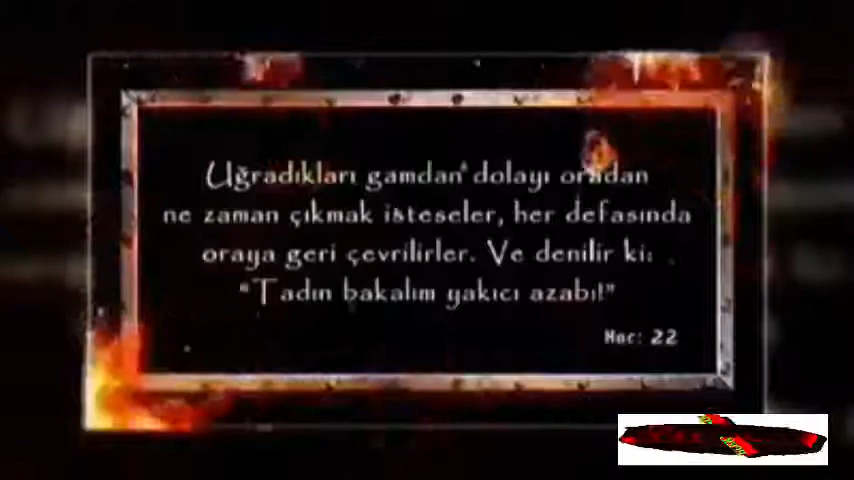 Uğradıkları gamdan dolayı oradan
ne zaman çıkmak isteseler, her defasında
oraya geri çevrilirler. Ve denilir ki:
“Tadın bakalım yakıcı azabı!”
Hac: 22